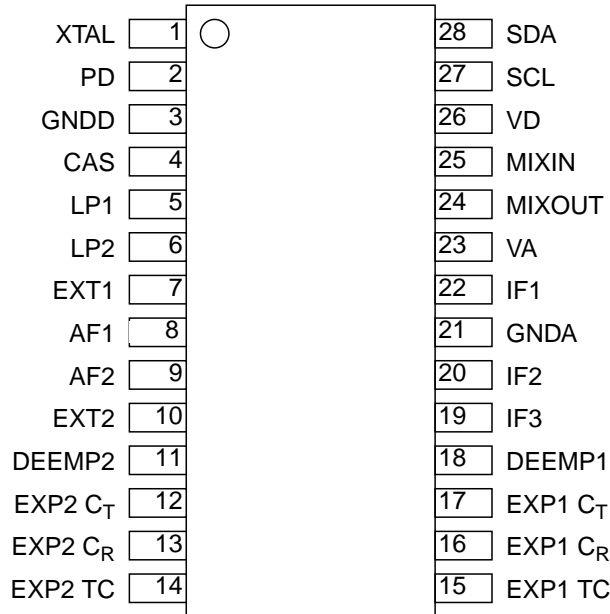 XTAL 1 28 SDA
PD 2 27 SCL
GNDD 3 26 VD
CAS 4 25 MIXIN
LP1 5 24 MIXOUT
LP2 6 23 VA
EXT1 7 22 IF1
AF1 8 21 GNDA
AF2 9 20 IF2
EXT2 10 19 IF3
DEEMP2 11 18 DEEMP1
EXP2 CT 12 17 EXP1 CT
EXP2 CR 13 16 EXP1 CR
EXP2 TC 14 15 EXP1 TC